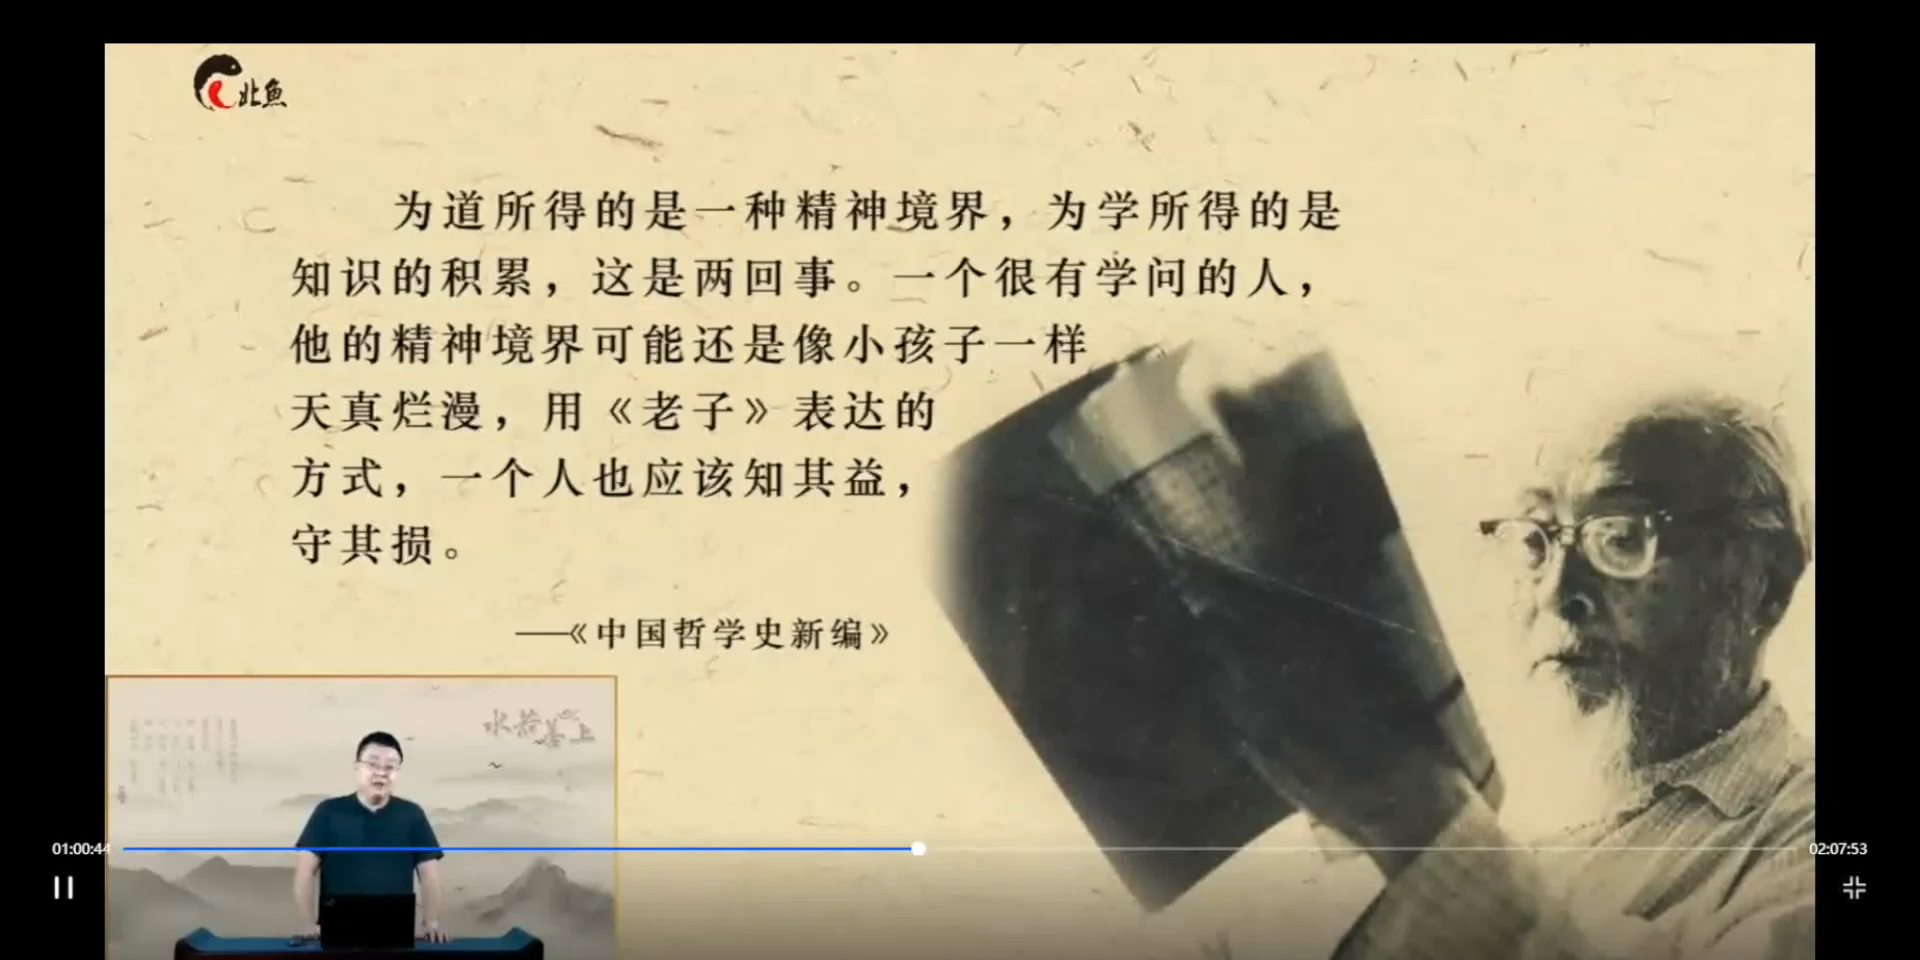 北魚
为道所得的是一种精神境界，为学所得的是
知识的积累，这是两回事。一个很有学问的人，
他的精神境界可能还是像小孩子一样
天真烂漫，用《老子》表达的
方式，一个人也应该知其益，
守其损。
——《中国哲学史新编》
上善若水
01:00:44
02:07:53